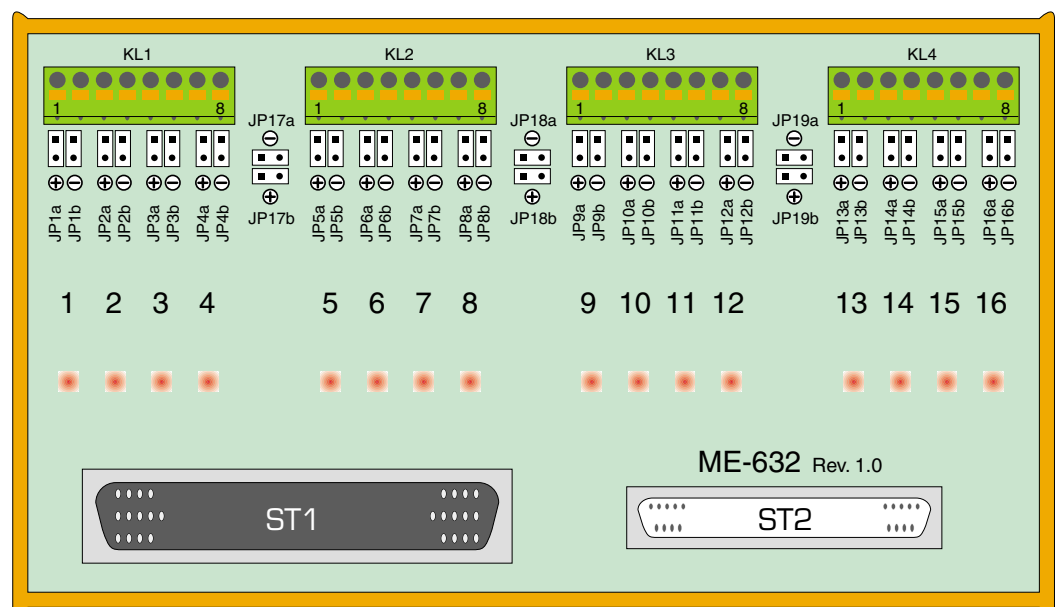 KL1 KL2 KL3 KL4
1 8 1 8 1 8 1 8
JP17a JP18a JP19a
JP1a JP1b JP2a JP2b JP3a JP3b JP4a JP4b JP17b JP5a JP5b JP6a JP6b JP7a JP7b JP8a JP8b JP18b JP9a JP9b JP10a JP10b JP11a JP11b JP12a JP12b JP19b JP13a JP13b JP14a JP14b JP15a JP15b JP16a JP16b
1 2 3 4 5 6 7 8 9 10 11 12 13 14 15 16
ME-632 Rev. 1.0
ST1 ST2